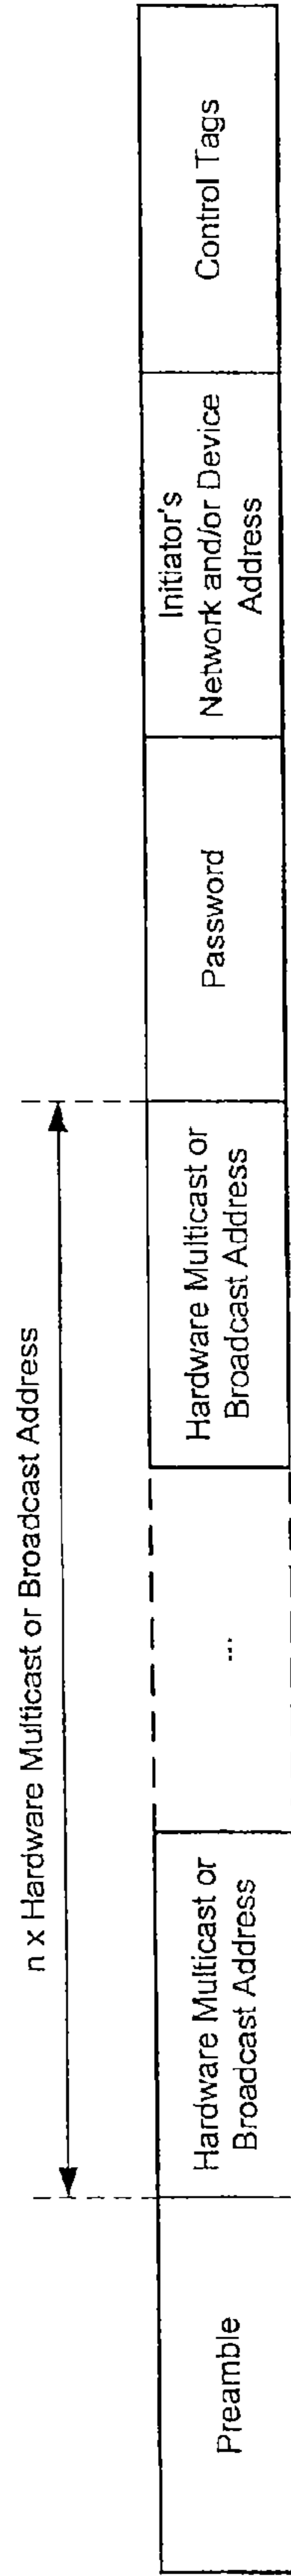 n x Hardware Multicast or Broadcast Address
Preamble
Hardware Multicast or
Broadcast Address
...
Hardware Multicast or
Broadcast Address
Password
Initiator's
Network and/or Device
Address
Control Tags